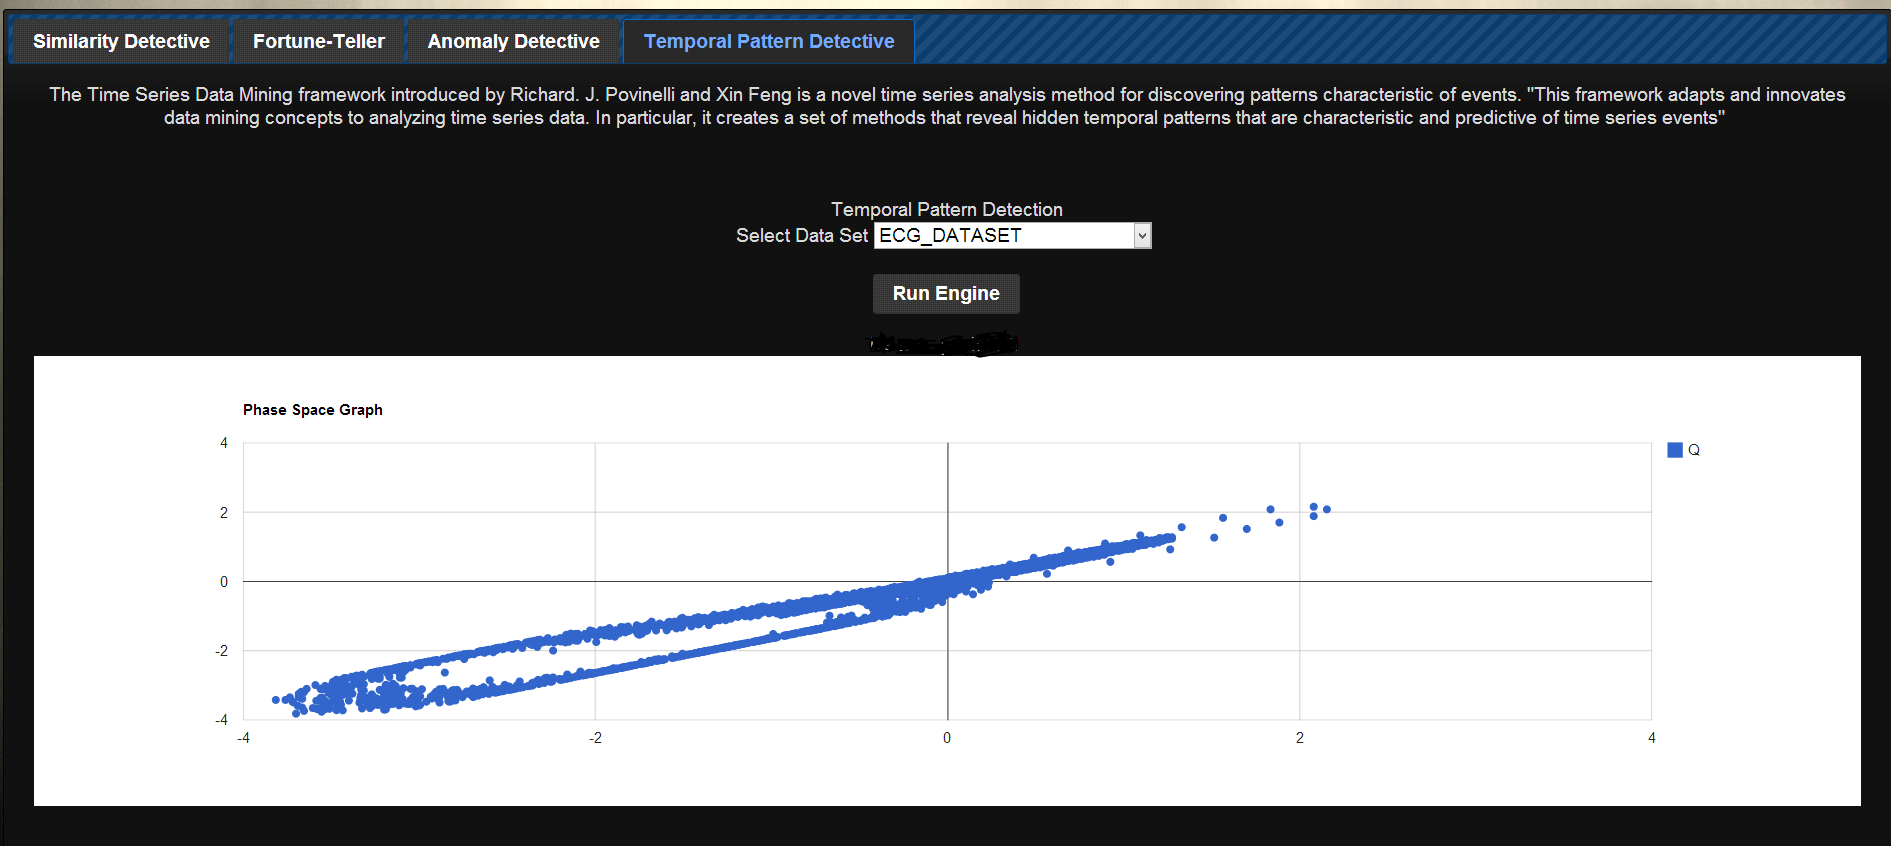 Similarity Detective Fortune-Teller Anomaly Detective Temporal Pattern Detective
The Time Series Data Mining framework introduced by Richard. J. Povinelli and Xin Feng is a novel time series analysis method for discovering patterns characteristic of events. "This framework adapts and innovates
data mining concepts to analyzing time series data. In particular, it creates a set of methods that reveal hidden temporal patterns that are characteristic and predictive of time series events"
Temporal Pattern Detection
Select Data Set ECG_DATASET
Run Engine
Phase Space Graph
4
Q
2
0
-2
-4
-4 -2 0 2 4